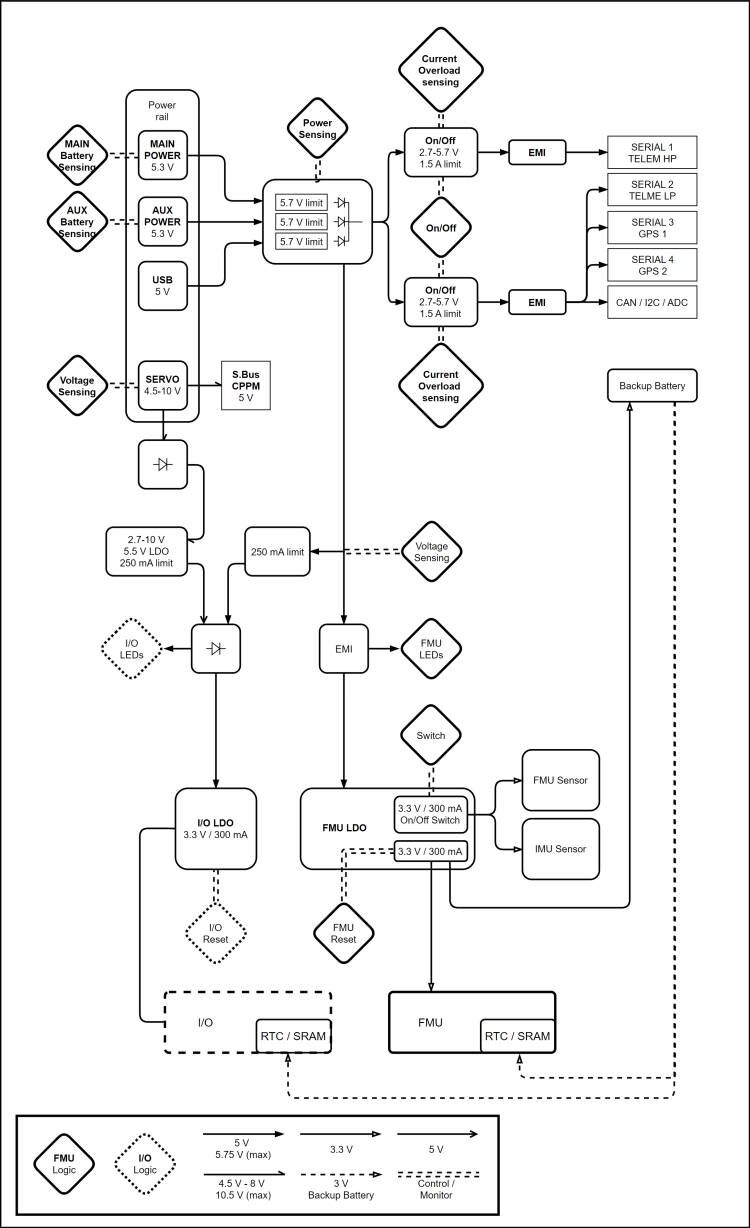 Current
Overload
sensing
Power
rail
Power
Sensing
MAIN
Battery
Sensing
MAIN
POWER
5.3 V
On/Off
2.7-5.7 V
1.5 A limit
EMI
SERIAL 1
TELEM HP
SERIAL 2
TELME LP
AUX
Battery
Sensing
AUX
POWER
5.3 V
5.7 V limit
5.7 V limit
5.7 V limit
On/Off
SERIAL 3
GPS 1
SERIAL 4
GPS 2
USB
5 V
On/Off
2.7-5.7 V
1.5 A limit
EMI
CAN / I2C / ADC
Voltage
Sensing
SERVO
4.5-10 V
S.Bus
CPPM
5 V
Current
Overload
sensing
Backup Battery
2.7-10 V
5.5 V LDO
250 mA limit
250 mA limit
Voltage
Sensing
I/O
LEDs
EMI
FMU
LEDs
Switch
FMU Sensor
I/O LDO
3.3 V / 300 mA
FMU LDO
3.3 V / 300 mA
On/Off Switch
3.3 V / 300 mA
IMU Sensor
I/O
Reset
FMU
Reset
I/O
RTC / SRAM
FMU
RTC / SRAM
FMU
Logic
I/O
Logic
5 V
5.75 V (max)
3.3 V
5 V
4.5 V - 8 V
10.5 V (max)
3 V
Backup Battery
Control /
Monitor